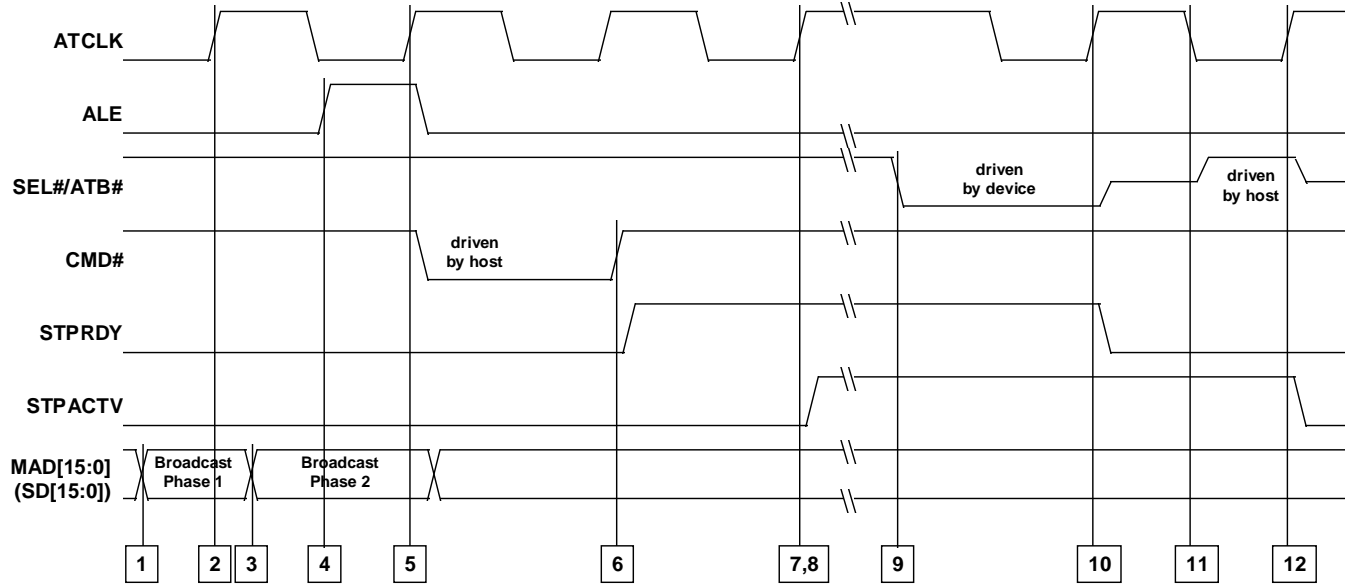 ATCLK
ALE
SEL#/ATB#
driven
by device
driven
by host
CMD#
driven
by host
STPRDY
STPACTV
MAD[15:0]
(SD[15:0])
Broadcast
Phase 1
Broadcast
Phase 2
1
2
3
4
5
6
7,8
9
10
11
12